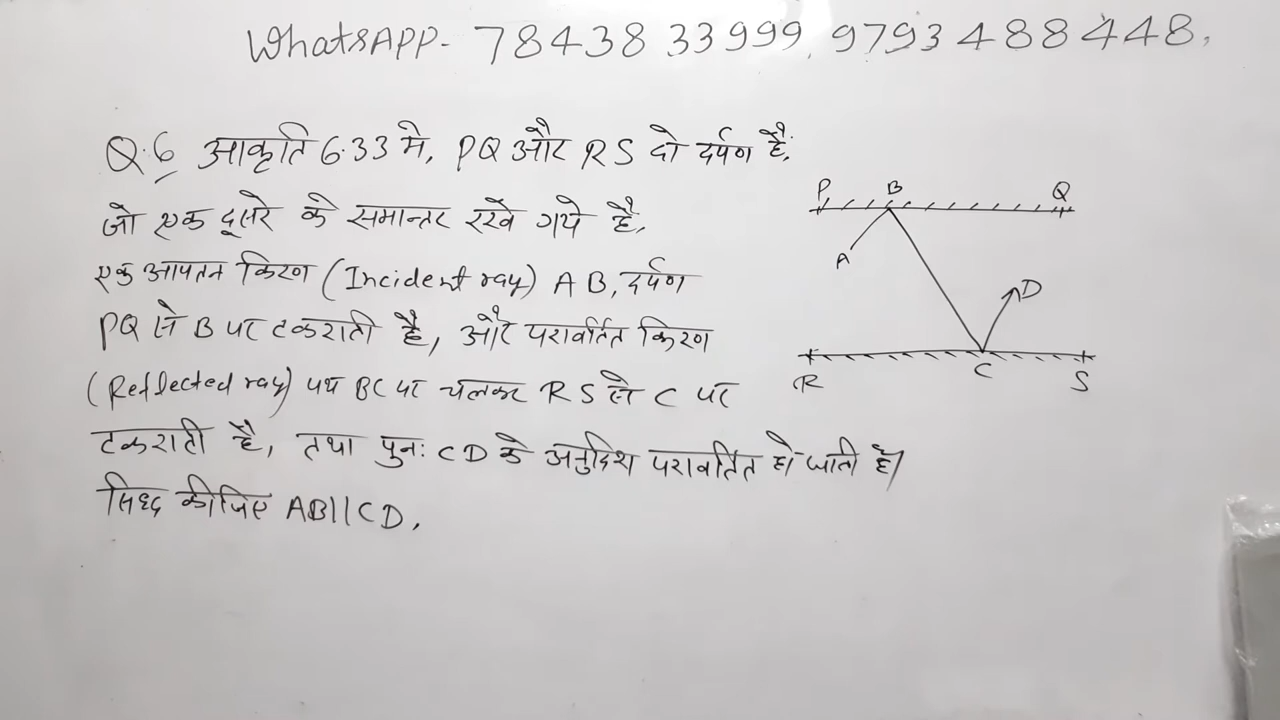 WhatsAPP- 7843833999, 9793488448,
Q.6 आकृति 6.33 मे, PQ और RS दो दर्पण है,
जो एक दूसरे के समान्तर रखे गये है,
एक आपतन किरण (Incident ray) AB, दर्पण
PQ से B पर टकराती है, और परावर्तित किरण
(Reflected ray) पथ BC पर चलकर RS से C पर
टकराती है, तथा पुनः CD के अनुदिश परावर्तित हो जाती है।
सिध्द कीजिए AB||CD,
P B Q
A
D
R C S